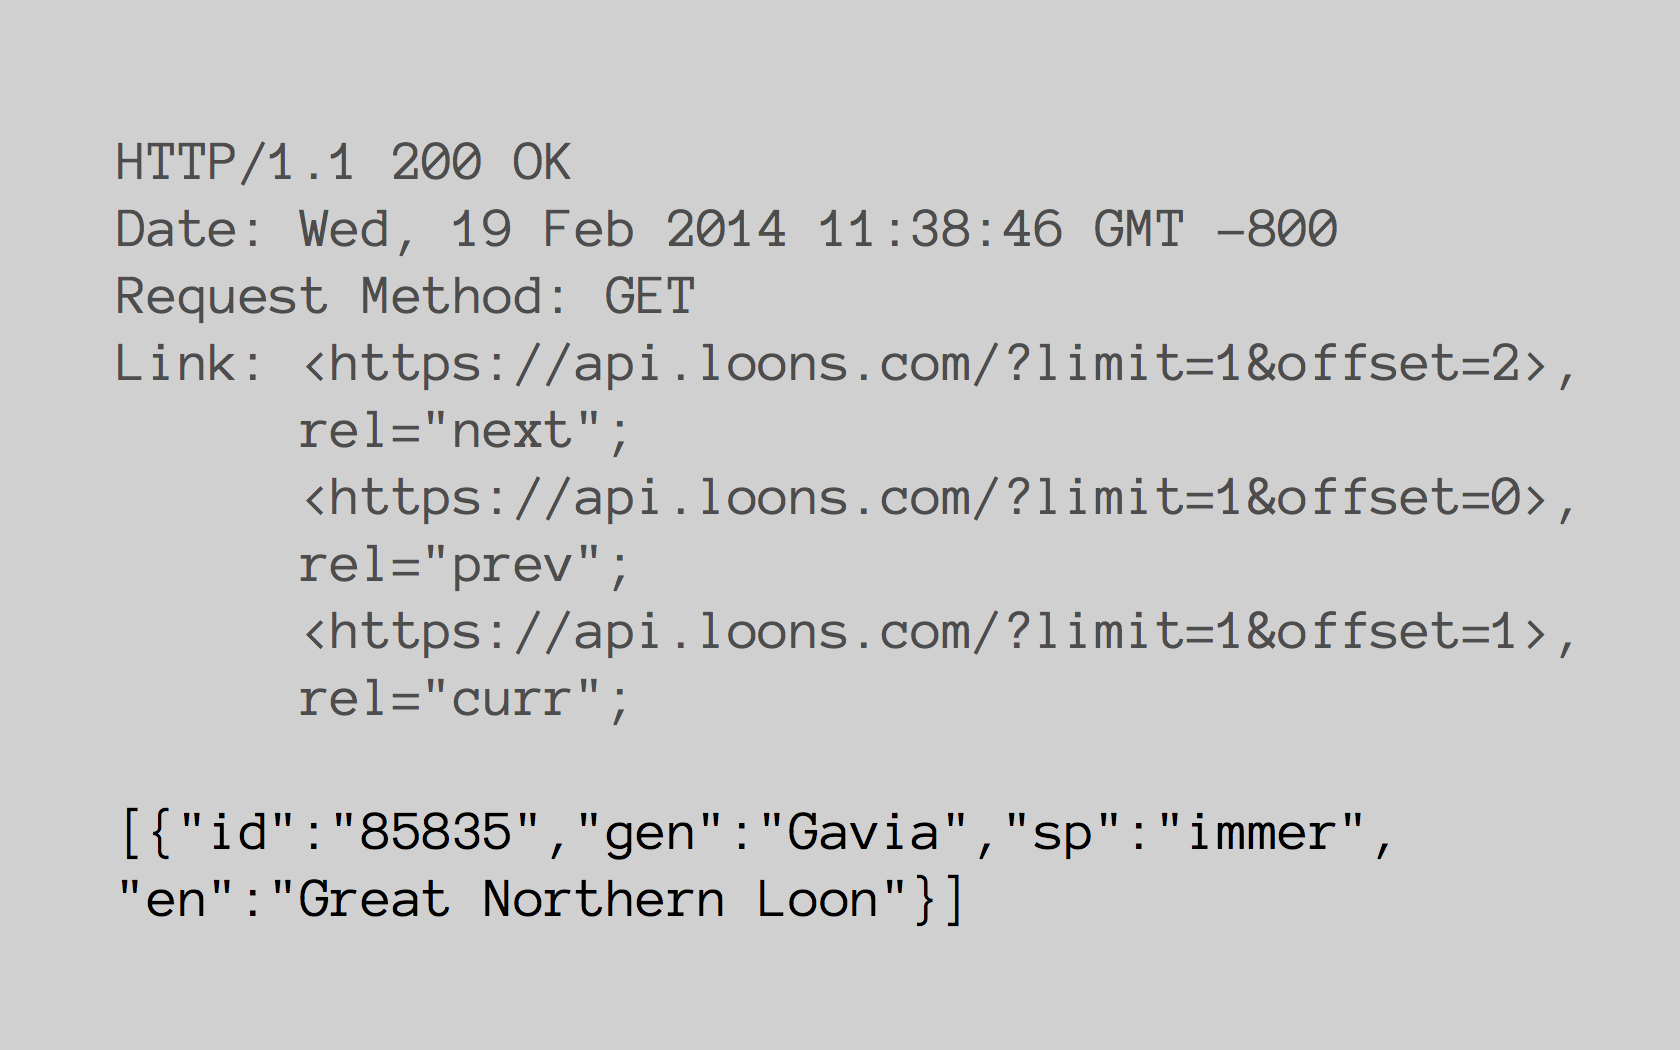 HTTP/1.1 200 OK
Date: Wed, 19 Feb 2014 11:38:46 GMT -800
Request Method: GET
Link: <https://api.loons.com/?limit=1&offset=2>,
rel="next";
<https://api.loons.com/?limit=1&offset=0>,
rel="prev";
<https://api.loons.com/?limit=1&offset=1>,
rel="curr";
[{"id":"85835","gen":"Gavia","sp":"immer",
"en":"Great Northern Loon"}]